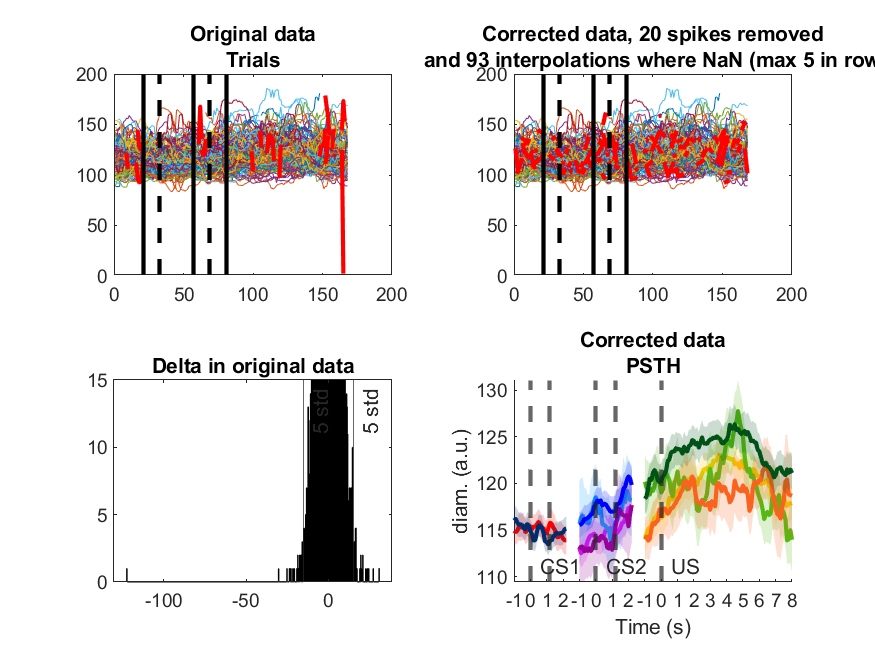 Original data
Trials
200
150
100
50
0
0 50 100 150 200
Corrected data, 20 spikes removed
and 93 interpolations where NaN (max 5 in row
200
150
100
50
0
0 50 100 150 200
Delta in original data
15
10
5
0
5 std
5 std
-100 -50 0
Corrected data
PSTH
130
125
120
115
110
diam. (a.u.)
CS1 CS2 US
-1 0 1 2 -1 0 1 2 -1 0 1 2 3 4 5 6 7 8
Time (s)